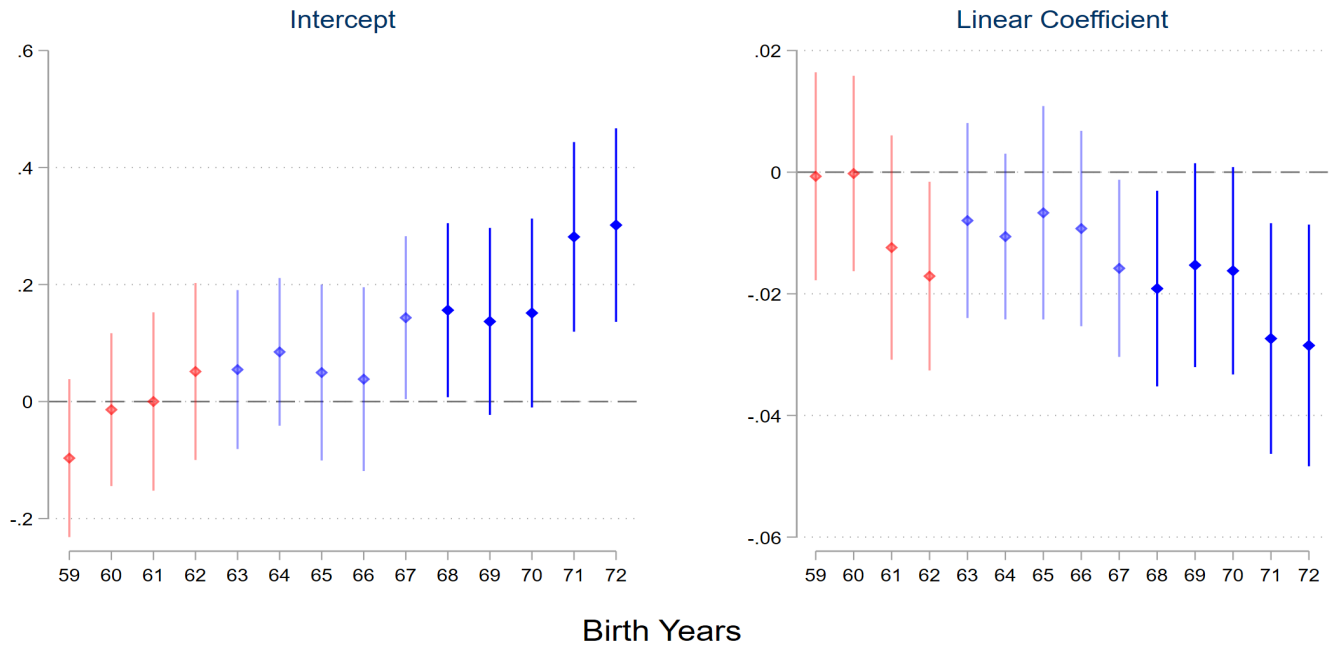 Intercept
.6
.4
.2
0
-.2
59 60 61 62 63 64 65 66 67 68 69 70 71 72
Linear Coefficient
.02
0
-.02
-.04
-.06
59 60 61 62 63 64 65 66 67 68 69 70 71 72
Birth Years